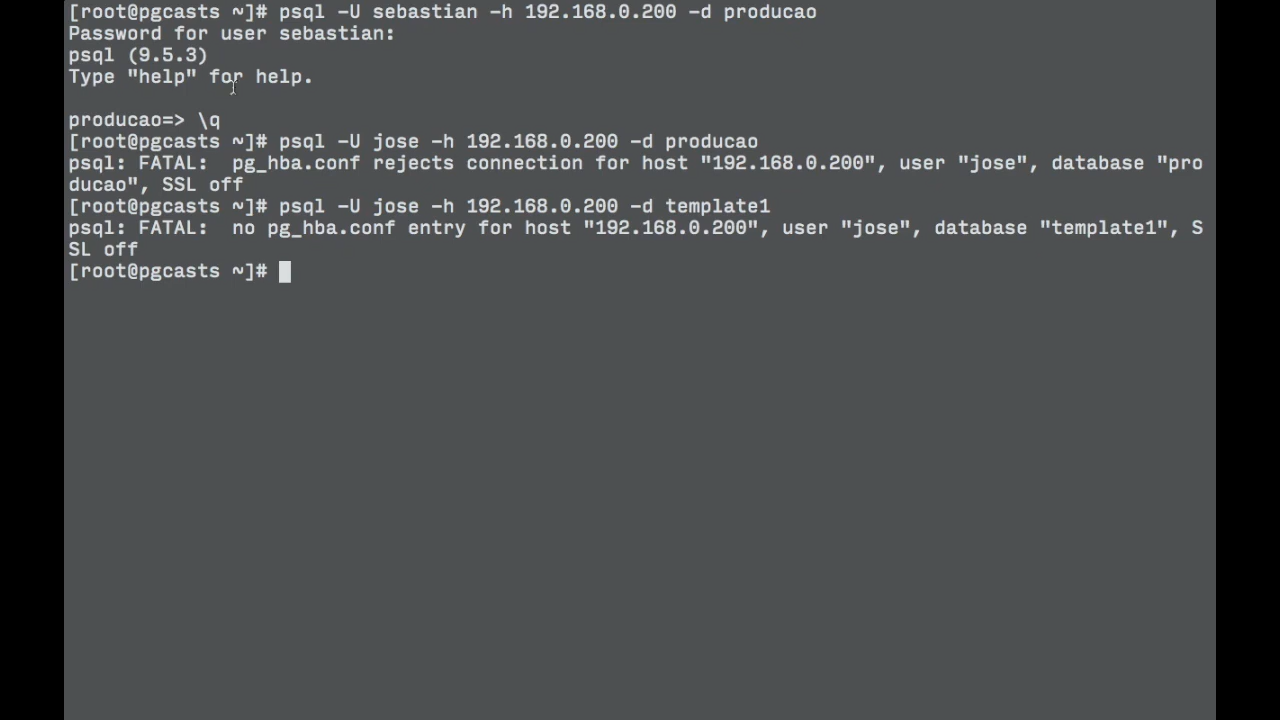 [root@pgcasts ~]# psql -U sebastian -h 192.168.0.200 -d producao
Password for user sebastian:
psql (9.5.3)
Type "help" for help.
producao=> \q
[root@pgcasts ~]# psql -U jose -h 192.168.0.200 -d producao
psql: FATAL:  pg_hba.conf rejects connection for host "192.168.0.200", user "jose", database "pro
ducao", SSL off
[root@pgcasts ~]# psql -U jose -h 192.168.0.200 -d template1
psql: FATAL:  no pg_hba.conf entry for host "192.168.0.200", user "jose", database "template1", S
SL off
[root@pgcasts ~]#